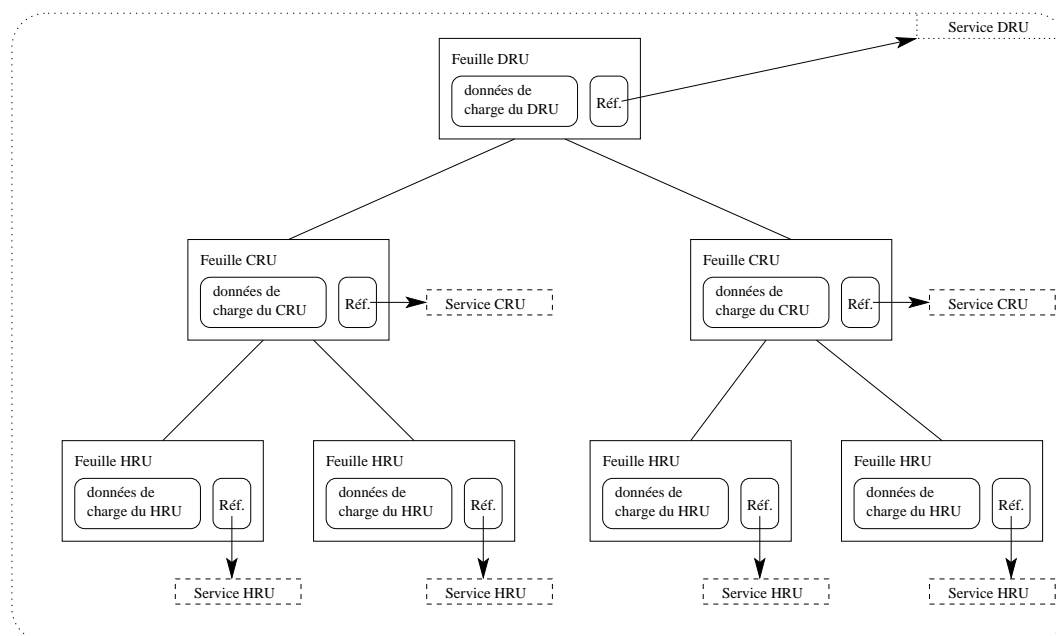 Service DRU
Feuille DRU
données de
charge du DRU
Réf.
Feuille CRU
données de
charge du CRU
Réf.
Service CRU
Feuille CRU
données de
charge du CRU
Réf.
Service CRU
Feuille HRU
données de
charge du HRU
Réf.
Service HRU
Feuille HRU
données de
charge du HRU
Réf.
Service HRU
Feuille HRU
données de
charge du HRU
Réf.
Service HRU
Feuille HRU
données de
charge du HRU
Réf.
Service HRU